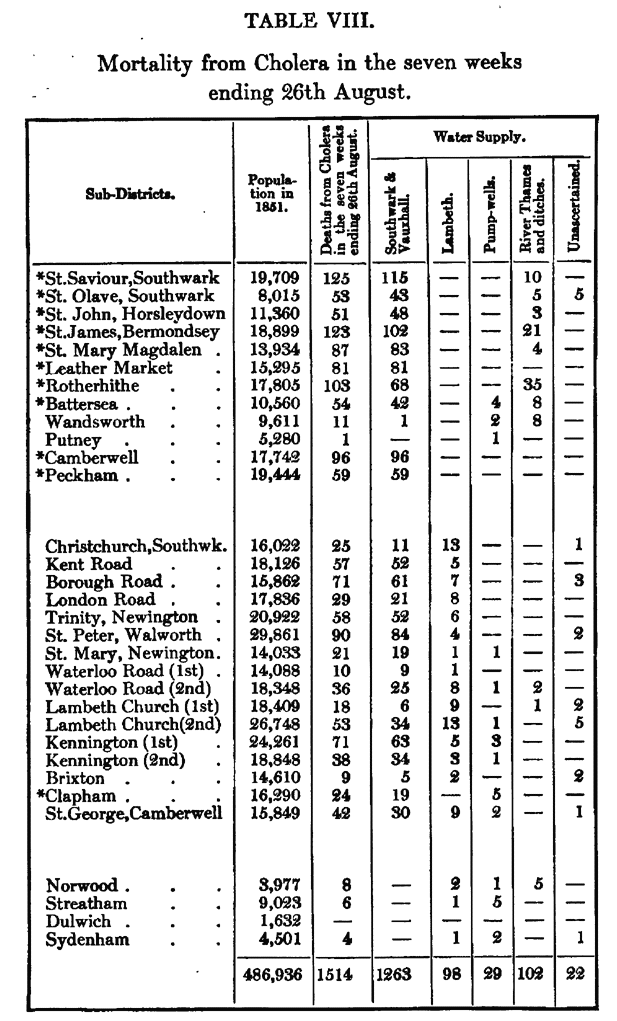 TABLE VIII.
Mortality from Cholera in the seven weeks
ending 26th August.
Sub-Districts. Population in 1851. Deaths from Cholera in the seven weeks ending 26th August. Water Supply.
Southwark & Vauxhall. Lambeth. Pump-wells. River Thames and ditches. Unascertained.
*St.Saviour,Southwark 19,709 125 115 — — 10 —
*St. Olave, Southwark 8,015 53 43 — — 5 5
*St. John, Horsleydown 11,360 51 48 — — 3 —
*St.James,Bermondsey 18,899 123 102 — — 21 —
*St. Mary Magdalen . 13,934 87 83 — — 4 —
*Leather Market . 15,295 81 81 — — — —
*Rotherhithe . . 17,805 103 68 — — 35 —
*Battersea . . . 10,560 54 42 — 4 8 —
Wandsworth . . 9,611 11 1 — 2 8 —
Putney . . . 5,280 1 — — 1 — —
*Camberwell . . 17,742 96 96 — — — —
*Peckham . . . 19,444 59 59 — — — —
Christchurch,Southwk. 16,022 25 11 13 — — 1
Kent Road . . 18,126 57 52 5 — — —
Borough Road . . 15,862 71 61 7 — — 3
London Road . . 17,836 29 21 8 — — —
Trinity, Newington . 20,922 58 52 6 — — —
St. Peter, Walworth . 29,861 90 84 4 — — 2
St. Mary, Newington. 14,033 21 19 1 1 — —
Waterloo Road (1st) . 14,088 10 9 1 — — —
Waterloo Road (2nd) 18,348 36 25 8 1 2 —
Lambeth Church (1st) 18,409 18 6 9 — 1 2
Lambeth Church(2nd) 26,748 53 34 13 1 — 5
Kennington (1st) . 24,261 71 63 5 3 — —
Kennington (2nd) . 18,848 38 34 3 1 — —
Brixton . . . 14,610 9 5 2 — — 2
*Clapham . . . 16,290 24 19 — 5 — —
St.George,Camberwell 15,849 42 30 9 2 — 1
Norwood . . . 3,977 8 — 2 1 5 —
Streatham . . 9,023 6 — 1 5 — —
Dulwich . . . 1,632 — — — — — —
Sydenham . . 4,501 4 — 1 2 — 1
486,936 1514 1263 98 29 102 22